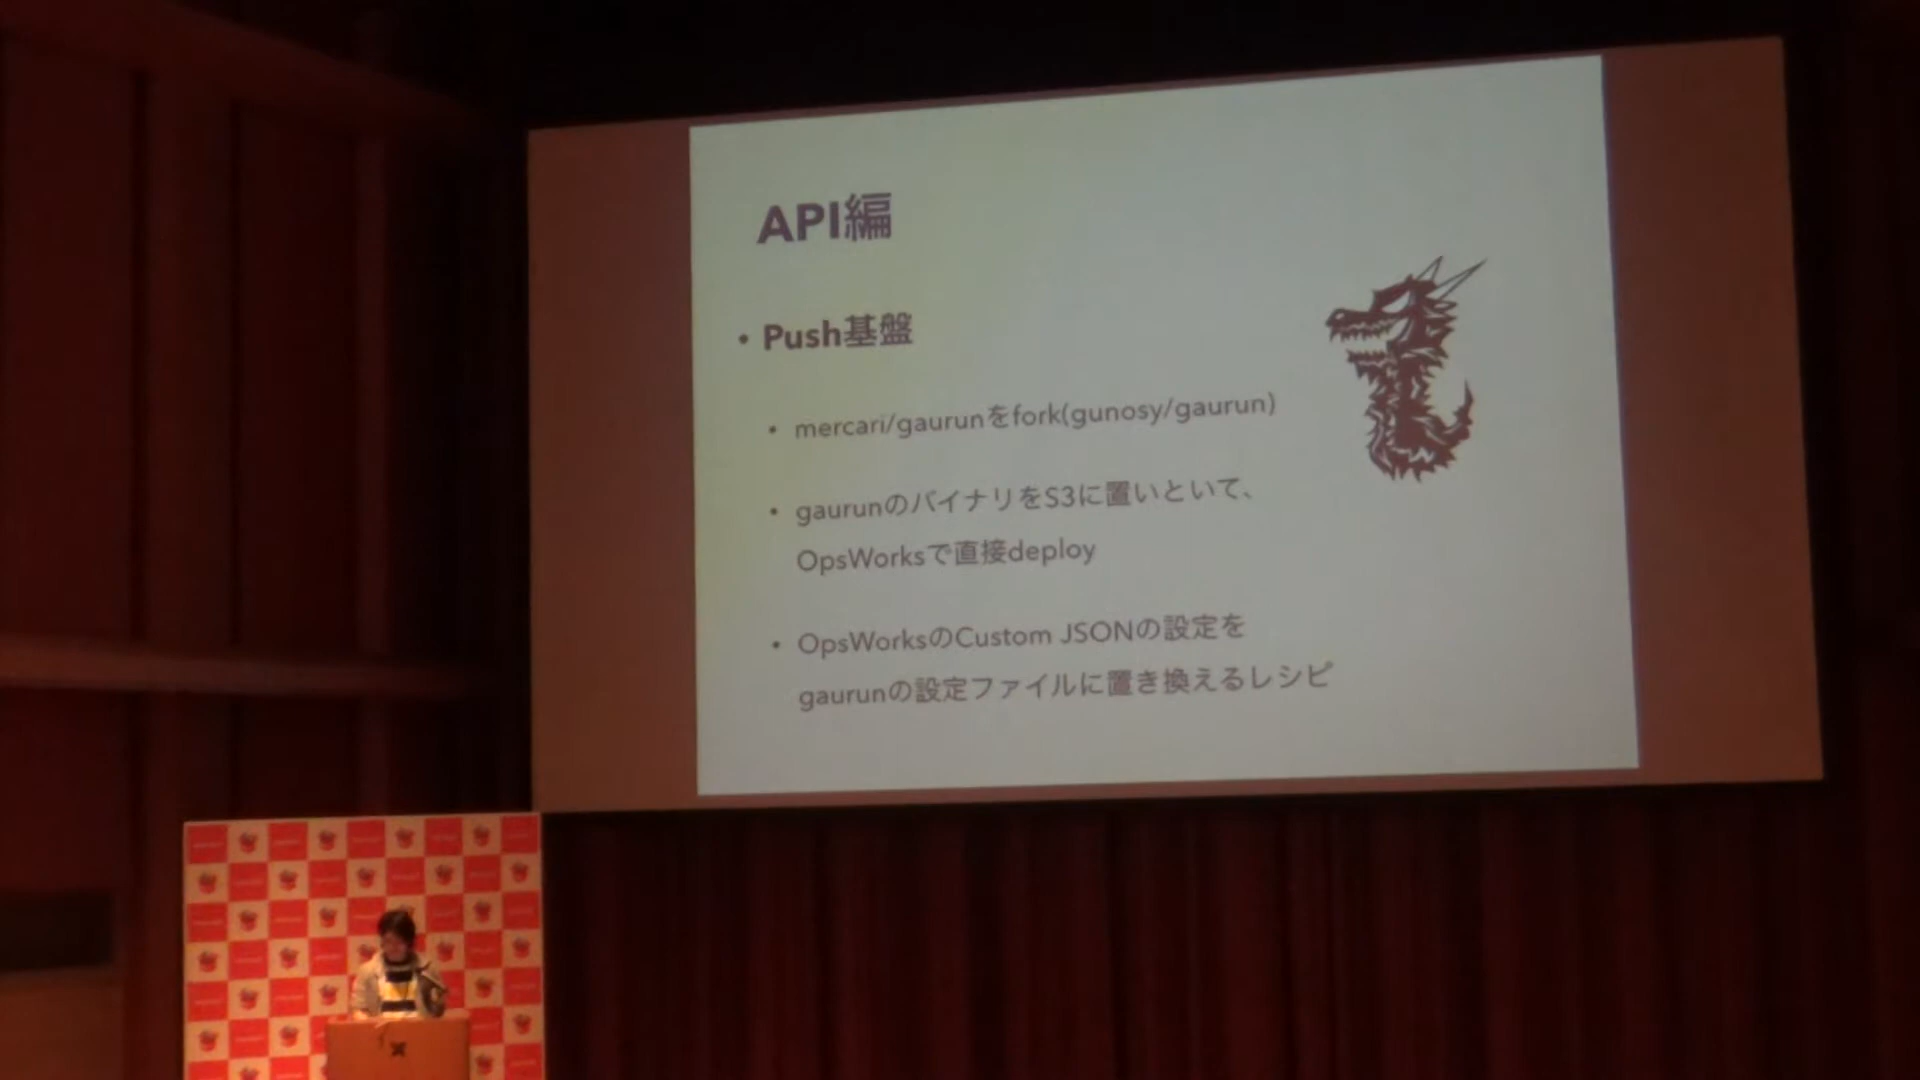 API編
• Push基盤
• mercari/gaurunをfork(gunosy/gaurun)
• gaurunのバイナリをS3に置いといて、
OpsWorksで直接deploy
• OpsWorksのCustom JSONの設定を
gaurunの設定ファイルに置き換えるレシピ